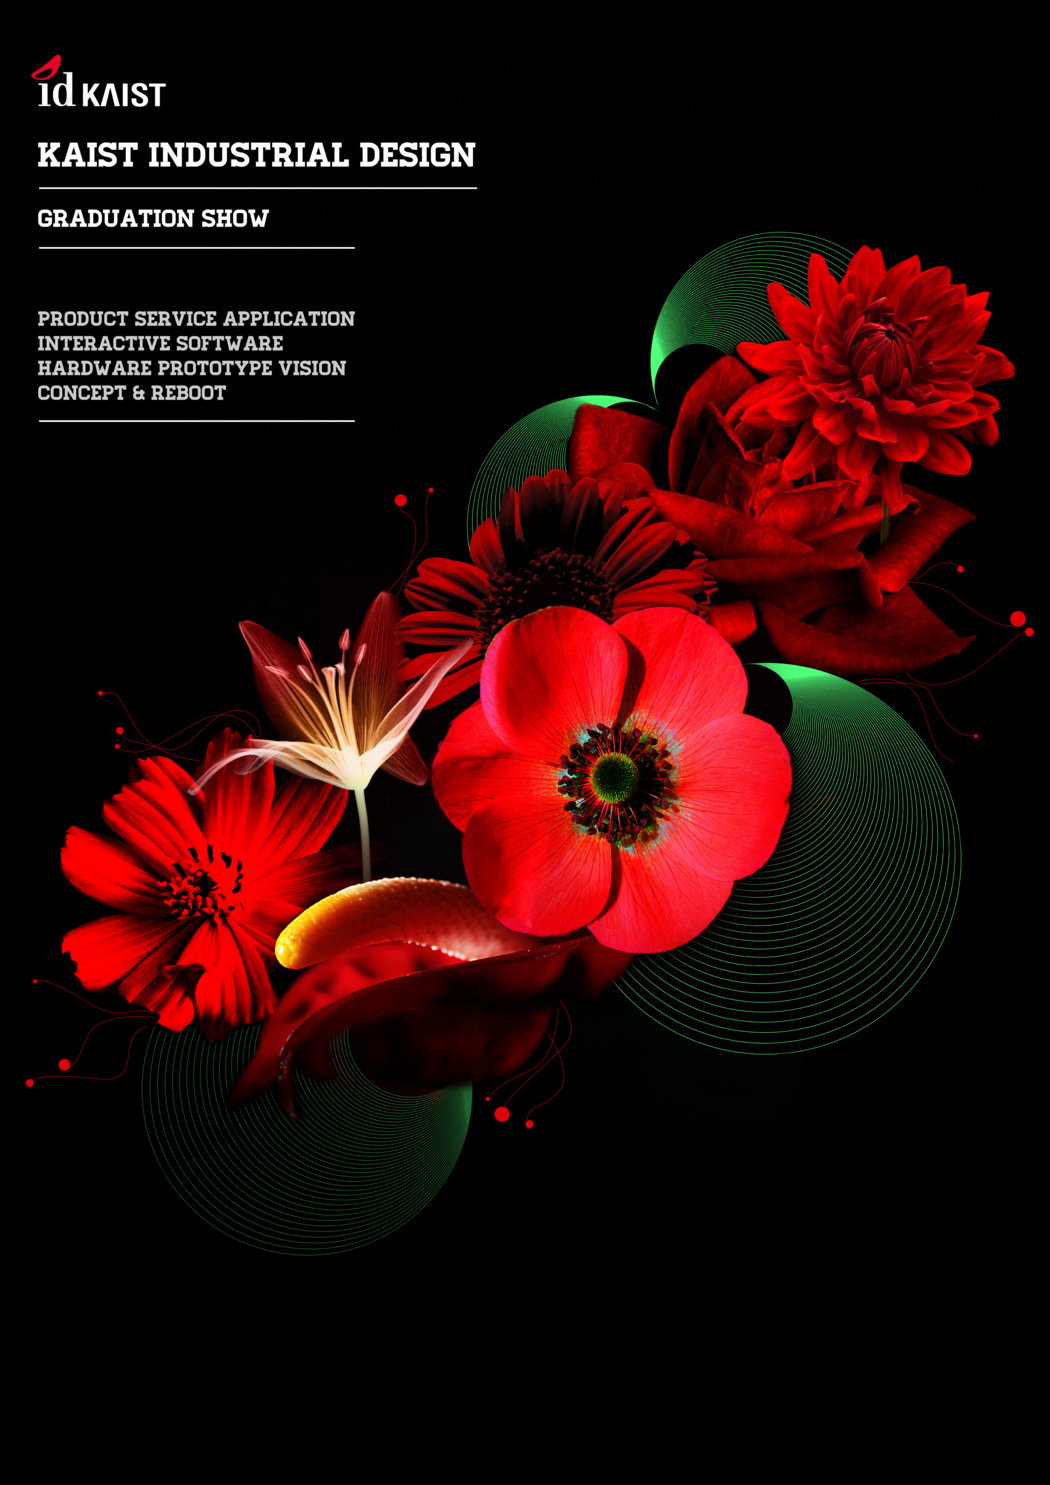 id KAIST
KAIST INDUSTRIAL DESIGN
GRADUATION SHOW
PRODUCT SERVICE APPLICATION
INTERACTIVE SOFTWARE
HARDWARE PROTOTYPE VISION
CONCEPT & REBOOT